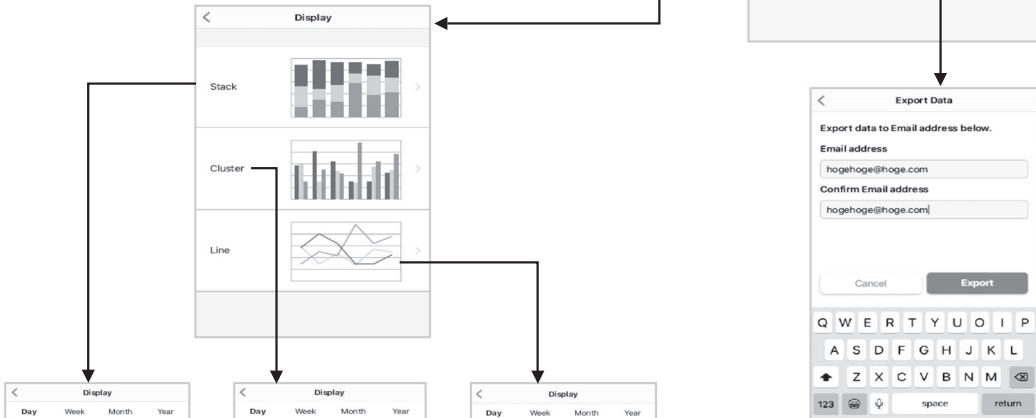 Display
Stack
Cluster
Line
Display
Day Week Month Year
Display
Day Week Month Year
Display
Day Week Month Year
Export Data
Export data to Email address below.
Email address
hogehoge@hoge.com
Confirm Email address
hogehoge@hoge.com
Cancel Export
Q W E R T Y U O I P
A S D F G H J K L
Z X C V B N M
123 space return